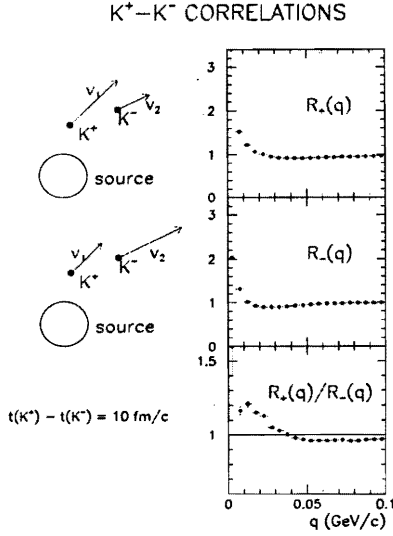 K⁺−K⁻ CORRELATIONS
v₁
K⁺
K⁻
v₂
source
v₁
K⁺
K⁻
v₂
source
t(K⁺) − t(K⁻) = 10 fm/c
R₊(q)
3
2
1
0
R₋(q)
3
2
1
0
R₊(q)/R₋(q)
1.5
1
0
0.05
0.1
q (GeV/c)